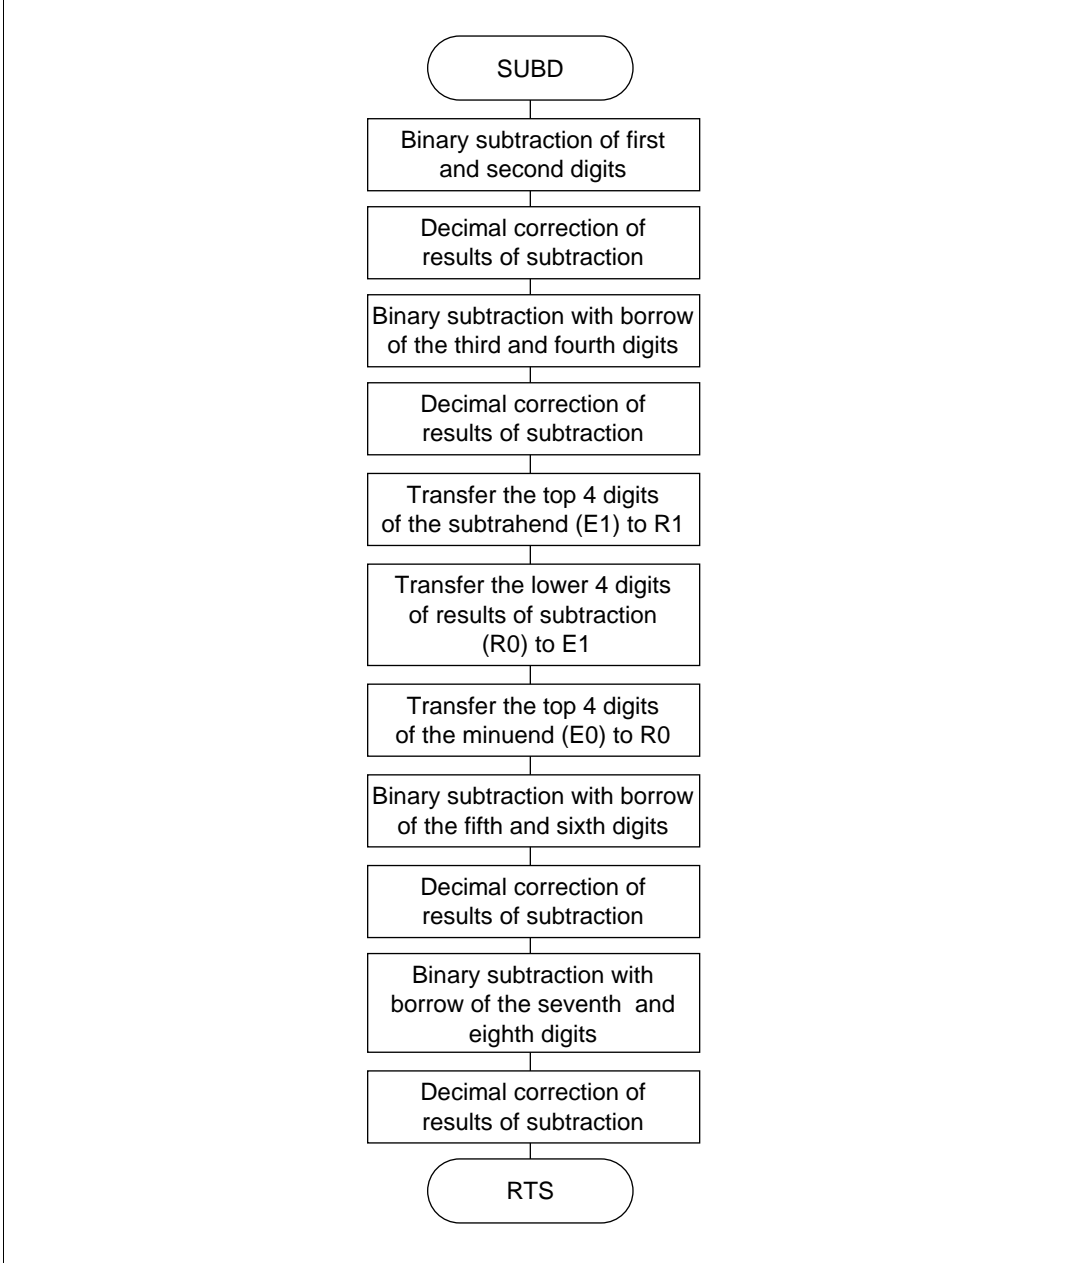 SUBD
Binary subtraction of first
and second digits
Decimal correction of
results of subtraction
Binary subtraction with borrow
of the third and fourth digits
Decimal correction of
results of subtraction
Transfer the top 4 digits
of the subtrahend (E1) to R1
Transfer the lower 4 digits
of results of subtraction
(R0) to E1
Transfer the top 4 digits
of the minuend (E0) to R0
Binary subtraction with borrow
of the fifth and sixth digits
Decimal correction of
results of subtraction
Binary subtraction with
borrow of the seventh  and
eighth digits
Decimal correction of
results of subtraction
RTS